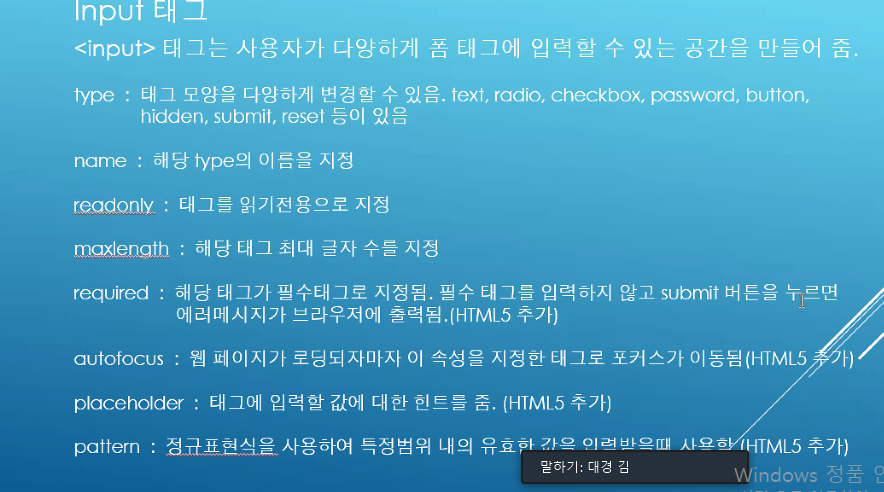 Input 태그
<input> 태그는 사용자가 다양하게 폼 태그에 입력할 수 있는 공간을 만들어 줌.
type : 태그 모양을 다양하게 변경할 수 있음. text, radio, checkbox, password, button,
hidden, submit, reset 등이 있음
name : 해당 type의 이름을 지정
readonly : 태그를 읽기전용으로 지정
maxlength : 해당 태그 최대 글자 수를 지정
required : 해당 태그가 필수태그로 지정됨. 필수 태그를 입력하지 않고 submit 버튼을 누르면
에러메시지가 브라우저에 출력됨.(HTML5 추가)
autofocus : 웹 페이지가 로딩되자마자 이 속성을 지정한 태그로 포커스가 이동됨(HTML5 추가)
placeholder : 태그에 입력할 값에 대한 힌트를 줌. (HTML5 추가)
pattern : 정규표현식을 사용하여 특정범위 내의 유효한 값을 입력받을때 사용함(HTML5 추가)
말하기: 대경 김
Windows 정품